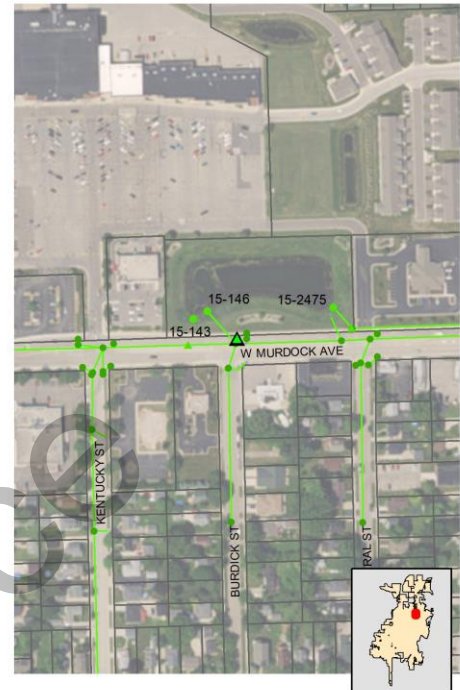 15-146
15-2475
15-143
W MURDOCK AVE
KENTUCKY ST
BURDICK ST
RAL ST